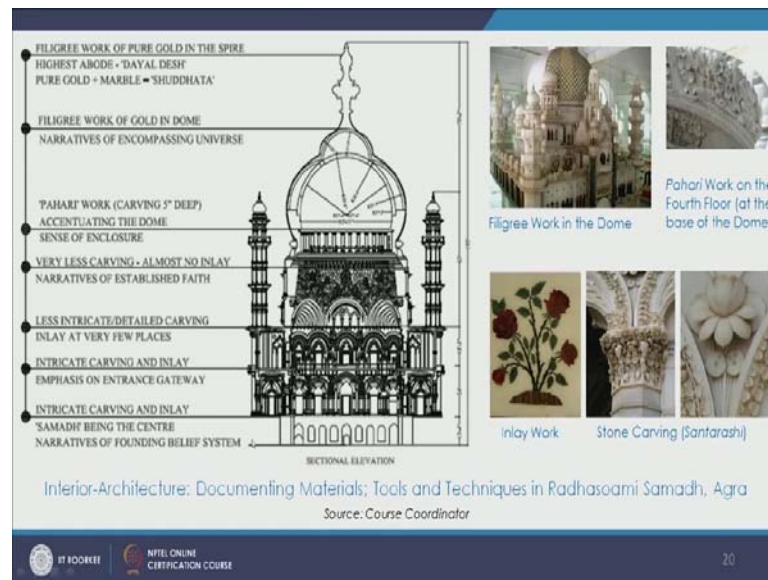 FILIGREE WORK OF PURE GOLD IN THE SPIRE
HIGHEST ABODE - 'DAYAL DESH'
PURE GOLD + MARBLE = 'SHUDDHATA'
FILIGREE WORK OF GOLD IN DOME
NARRATIVES OF ENCOMPASSING UNIVERSE
'PAHARI' WORK (CARVING 5" DEEP)
ACCENTUATING THE DOME
SENSE OF ENCLOSURE
VERY LESS CARVING - ALMOST NO INLAY
NARRATIVES OF ESTABLISHED FAITH
LESS INTRICATE/DETAILED CARVING
INLAY AT VERY FEW PLACES
INTRICATE CARVING AND INLAY
EMPHASIS ON ENTRANCE GATEWAY
INTRICATE CARVING AND INLAY
'SAMADH' BEING THE CENTRE
NARRATIVES OF FOUNDING BELIEF SYSTEM
SECTIONAL ELEVATION
Filigree Work in the Dome
Pahari Work on the
Fourth Floor (at the
base of the Dome
Inlay Work
Stone Carving (Santarashi)
Interior-Architecture: Documenting Materials; Tools and Techniques in Radhasoami Samadh, Agra
Source: Course Coordinator
IIT ROORKEE
NPTEL ONLINE
CERTIFICATION COURSE
20